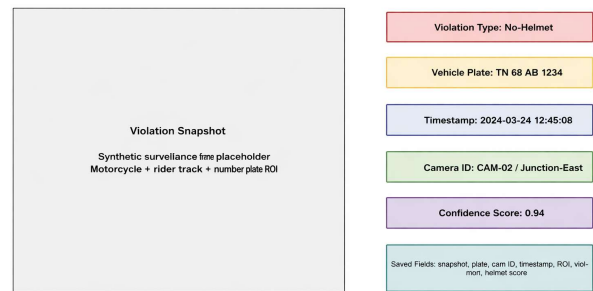 Violation Snapshot
Synthetic survellance frme placeholder
Motorcycle + rider track + number plate ROI
Violation Type: No-Helmet
Vehicle Plate: TN 68 AB 1234
Timestamp: 2024-03-24 12:45:08
Camera ID: CAM-02 / Junction-East
Confidence Score: 0.94
Saved Fields: snapshot, plate, cam ID, timestamp, ROI, viol-
mon, helmet score